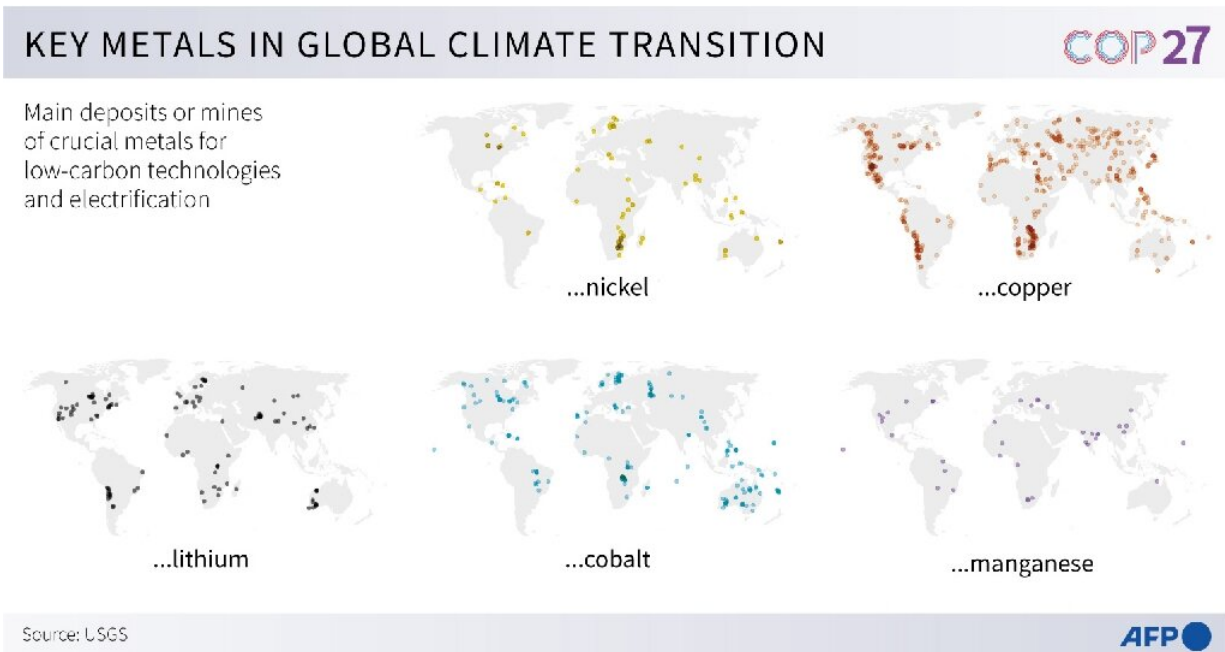 KEY METALS IN GLOBAL CLIMATE TRANSITION
COP27
Main deposits or mines
of crucial metals for
low-carbon technologies
and electrification
...nickel
...copper
...lithium
...cobalt
...manganese
Source: USGS
AFP